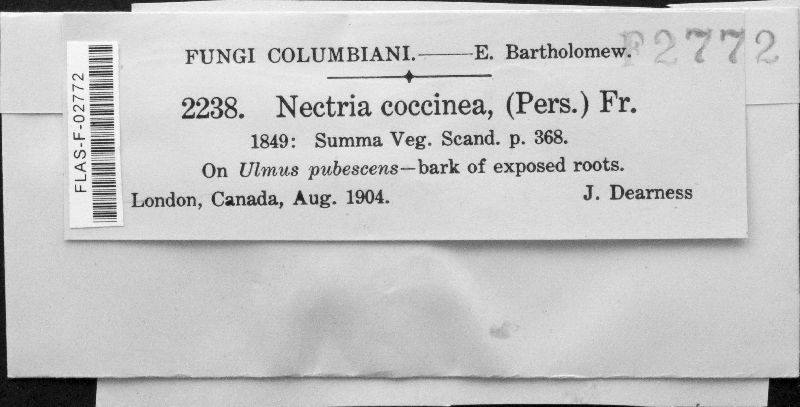 FUNGI COLUMBIANI.——E. Bartholomew.
F2772
2238. Nectria coccinea, (Pers.) Fr.
1849: Summa Veg. Scand. p. 368.
On Ulmus pubescens—bark of exposed roots.
London, Canada, Aug. 1904. J. Dearness
FLAS-F-02772